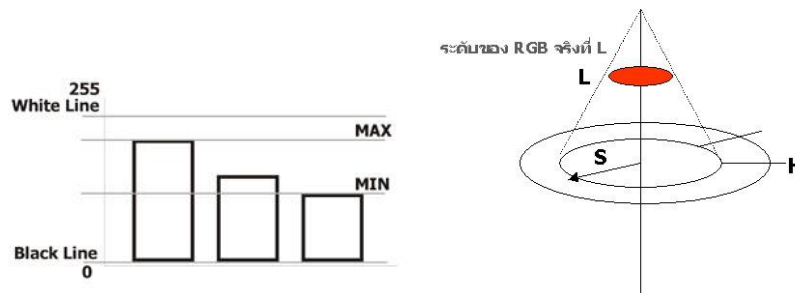 255
White Line
MAX
MIN
Black Line
0
ระดับของ RGB จริงที่ L
L
S
H